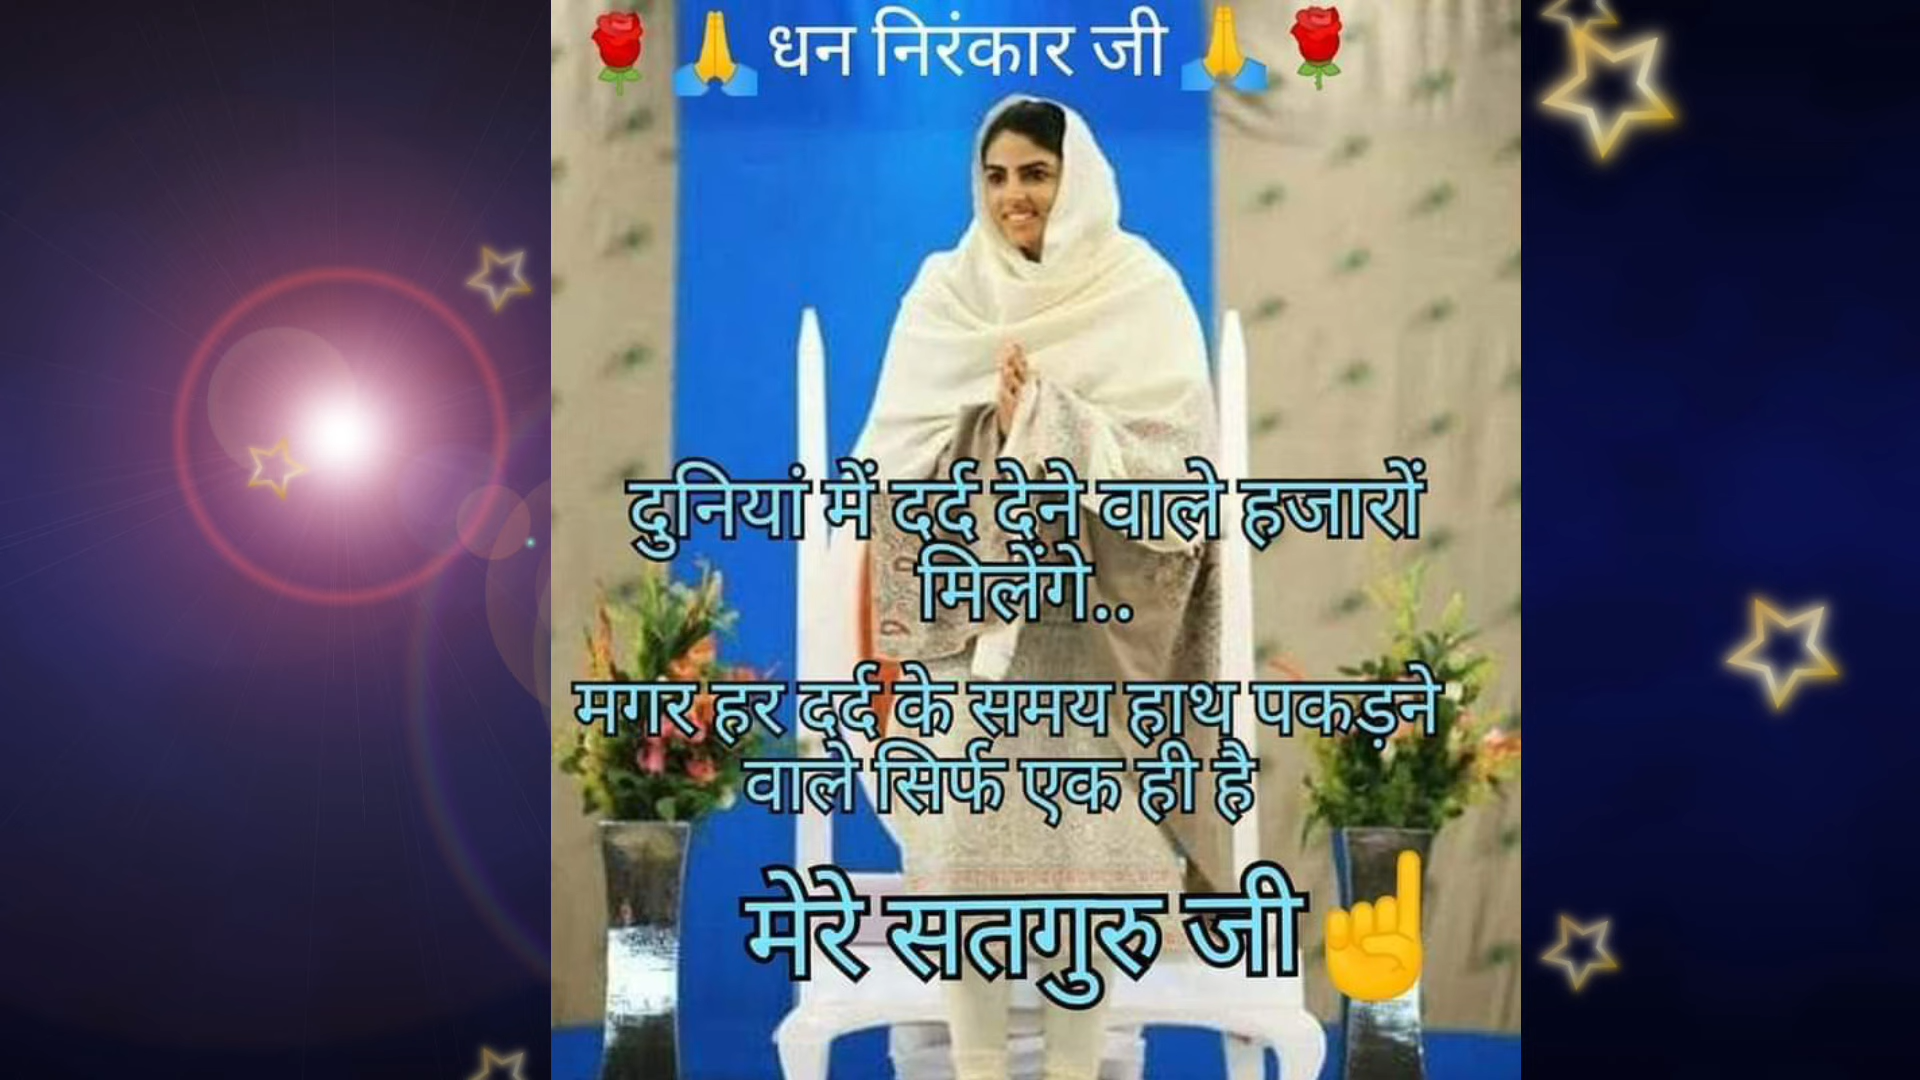 🌹🙏 धन निरंकार जी 🙏🌹
दुनियां में दर्द देने वाले हजारों
मिलेंगे..
मगर हर दर्द के समय हाथ पकड़ने
वाले सिर्फ एक ही है
मेरे सतगुरु जी☝